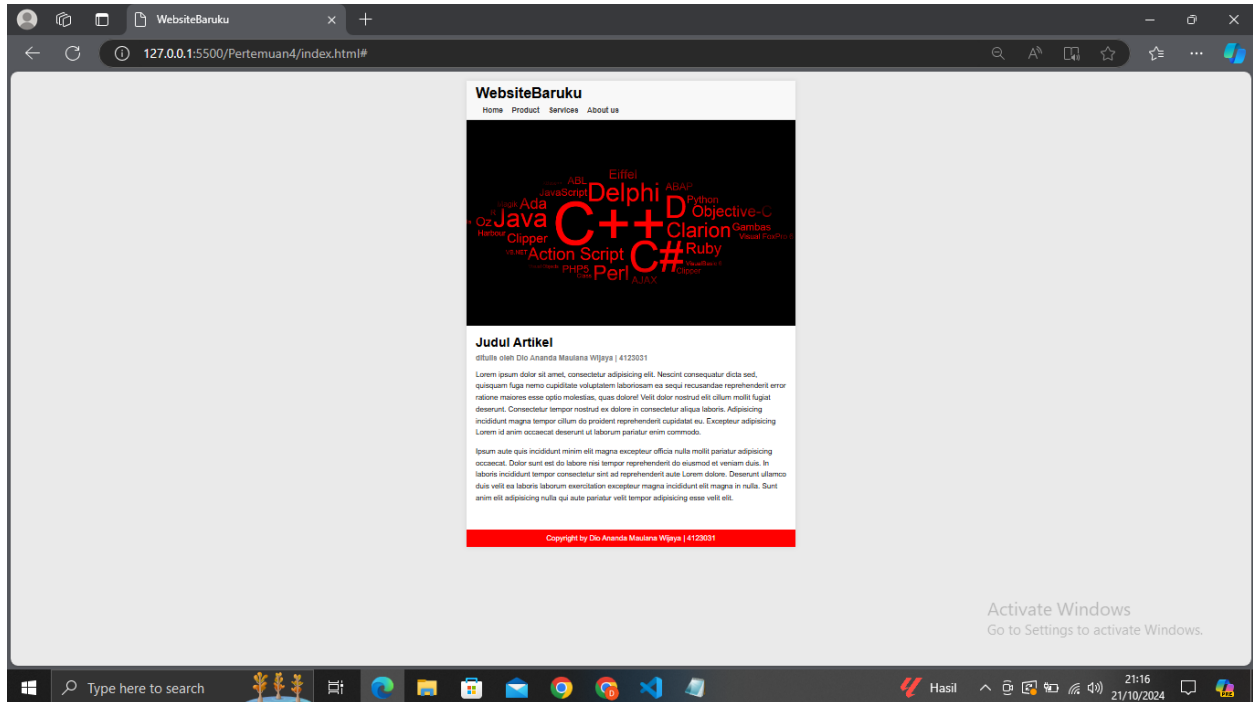 WebsiteBaruku
127.0.0.1:5500/Pertemuan4/index.html#
WebsiteBaruku
Home Product Services About us
Eiffel
ABL
ABAP
JavaScript Delphi Python
Ada D Objective-C
Oz Java C++ Clarion Gambas
Harbour Clipper Visual FoxPro
VB.NET Action Script C# Ruby
PHP5 Perl AJAX Clipper
Judul Artikel
ditulis oleh Dio Ananda Maulana Wijaya | 4123031
Lorem ipsum dolor sit amet, consectetur adipisicing elit. Nescint consequatur dicta sed,
quisquam fuga nemo cupiditate voluptatem laboriosam ea sequi recusandae reprehenderit error
ratione maiores esse optio molestias, quas dolore! Velit dolor nostrud elit cillum mollit fugiat
deserunt. Consectetur tempor nostrud ex dolore in consectetur aliqua laboris. Adipisicing
incididunt magna tempor cillum do proident reprehenderit cupidatat eu. Excepteur adipisicing
Lorem id anim occaecat deserunt ut laborum pariatur enim commodo.
Ipsum aute quis incididunt minim elit magna excepteur officia nulla mollit pariatur adipisicing
occaecat. Dolor sunt est do labore nisi tempor reprehenderit do eiusmod et veniam duis. In
laboris incididunt tempor consectetur sint ad reprehenderit aute Lorem dolore. Deserunt ullamco
duis velit ea laboris laborum exercitation excepteur magna incididunt elit magna in nulla. Sunt
anim elit adipisicing nulla qui aute pariatur velit tempor adipisicing esse velit elit.
Copyright by Dio Ananda Maulana Wijaya | 4123031
Activate Windows
Go to Settings to activate Windows.
Type here to search
Hasil
21:16
21/10/2024